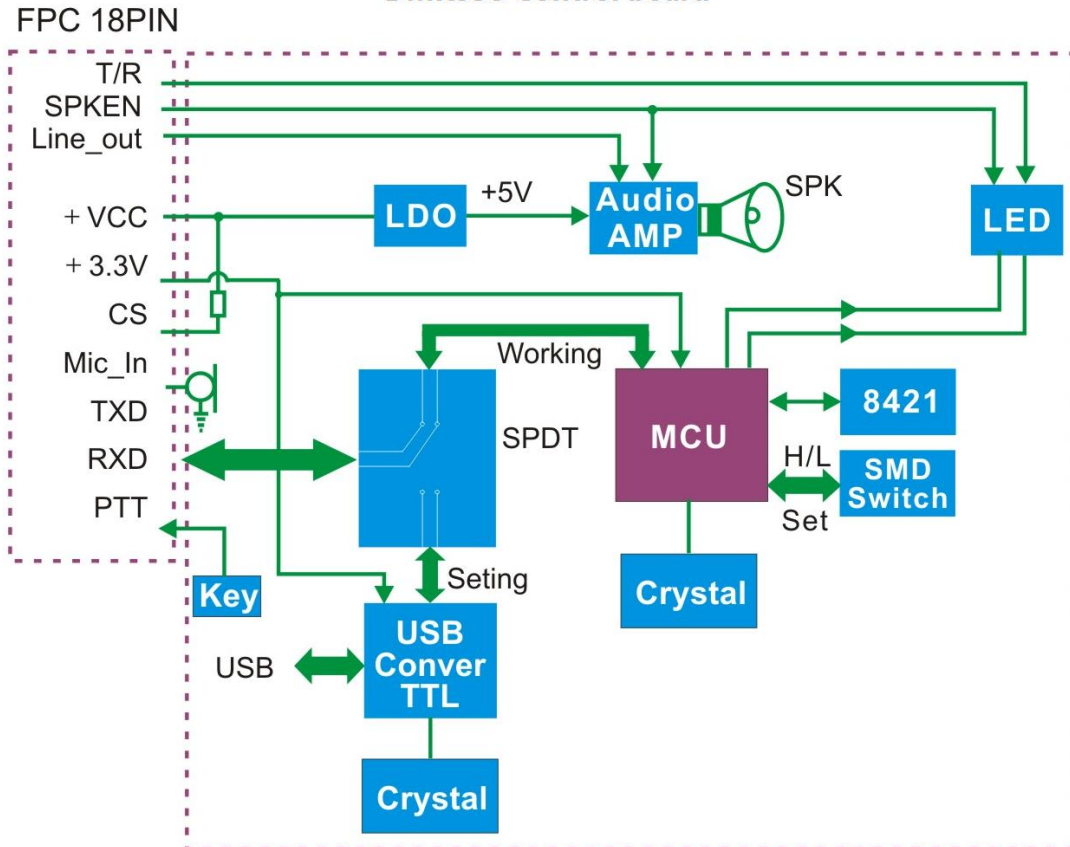 FPC 18PIN
T/R
SPKEN
Line_out
+ VCC
+ 3.3V
CS
Mic_In
TXD
RXD
PTT
Key
LDO
+5V
Audio
AMP
SPK
LED
Working
SPDT
MCU
8421
H/L
SMD
Switch
Set
Crystal
Seting
USB
USB
Conver
TTL
Crystal